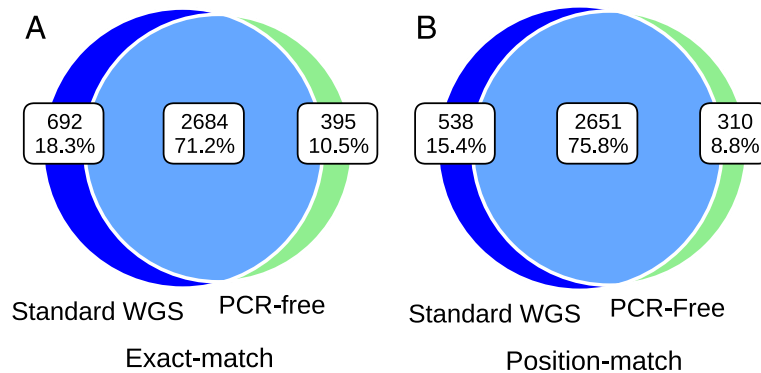 A
692
18.3%
2684
71.2%
395
10.5%
Standard WGS
PCR-free
Exact-match
B
538
15.4%
2651
75.8%
310
8.8%
Standard WGS
PCR-Free
Position-match